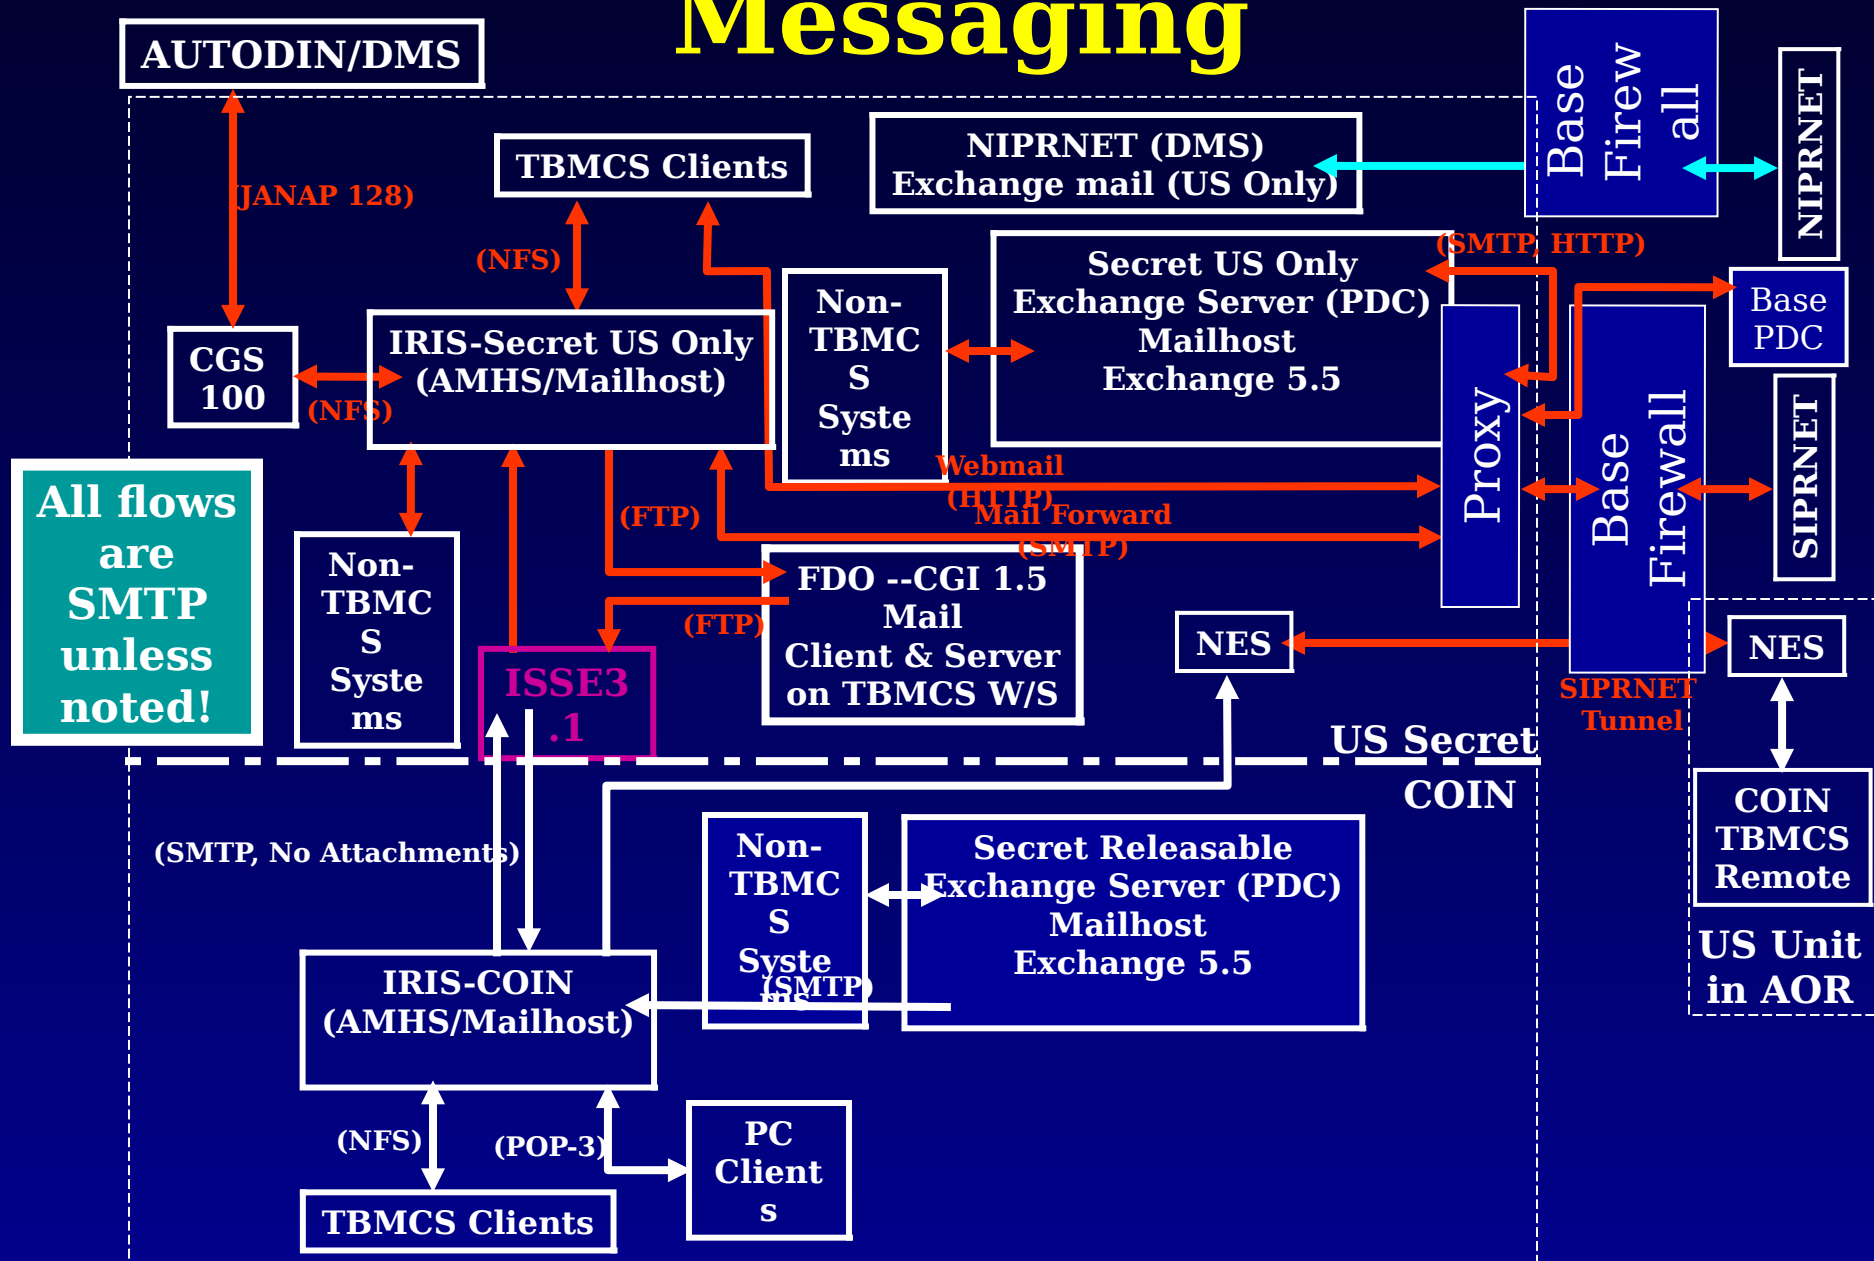 Messaging
AUTODIN/DMS
Base
Firew
all
NIPRNET
TBMCS Clients
NIPRNET (DMS)
Exchange mail (US Only)
(JANAP 128)
(NFS)
(SMTP, HTTP)
Secret US Only
Exchange Server (PDC)
Mailhost
Exchange 5.5
Non-
TBMC
S
Syste
ms
Base
PDC
IRIS-Secret US Only
(AMHS/Mailhost)
CGS
100
(NFS)
Proxy
Base
Firewall
SIPRNET
Webmail
(HTTP)
Mail Forward
(SMTP)
All flows
are
SMTP
unless
noted!
(FTP)
Non-
TBMC
S
Syste
ms
FDO --CGI 1.5
Mail
Client & Server
on TBMCS W/S
(FTP)
ISSE3
.1
NES
NES
SIPRNET
Tunnel
US Secret
COIN
COIN
TBMCS
Remote
US Unit
in AOR
(SMTP, No Attachments)
Non-
TBMC
S
Syste
ms
Secret Releasable
Exchange Server (PDC)
Mailhost
Exchange 5.5
(SMTP)
IRIS-COIN
(AMHS/Mailhost)
(NFS)
(POP-3)
PC
Client
s
TBMCS Clients